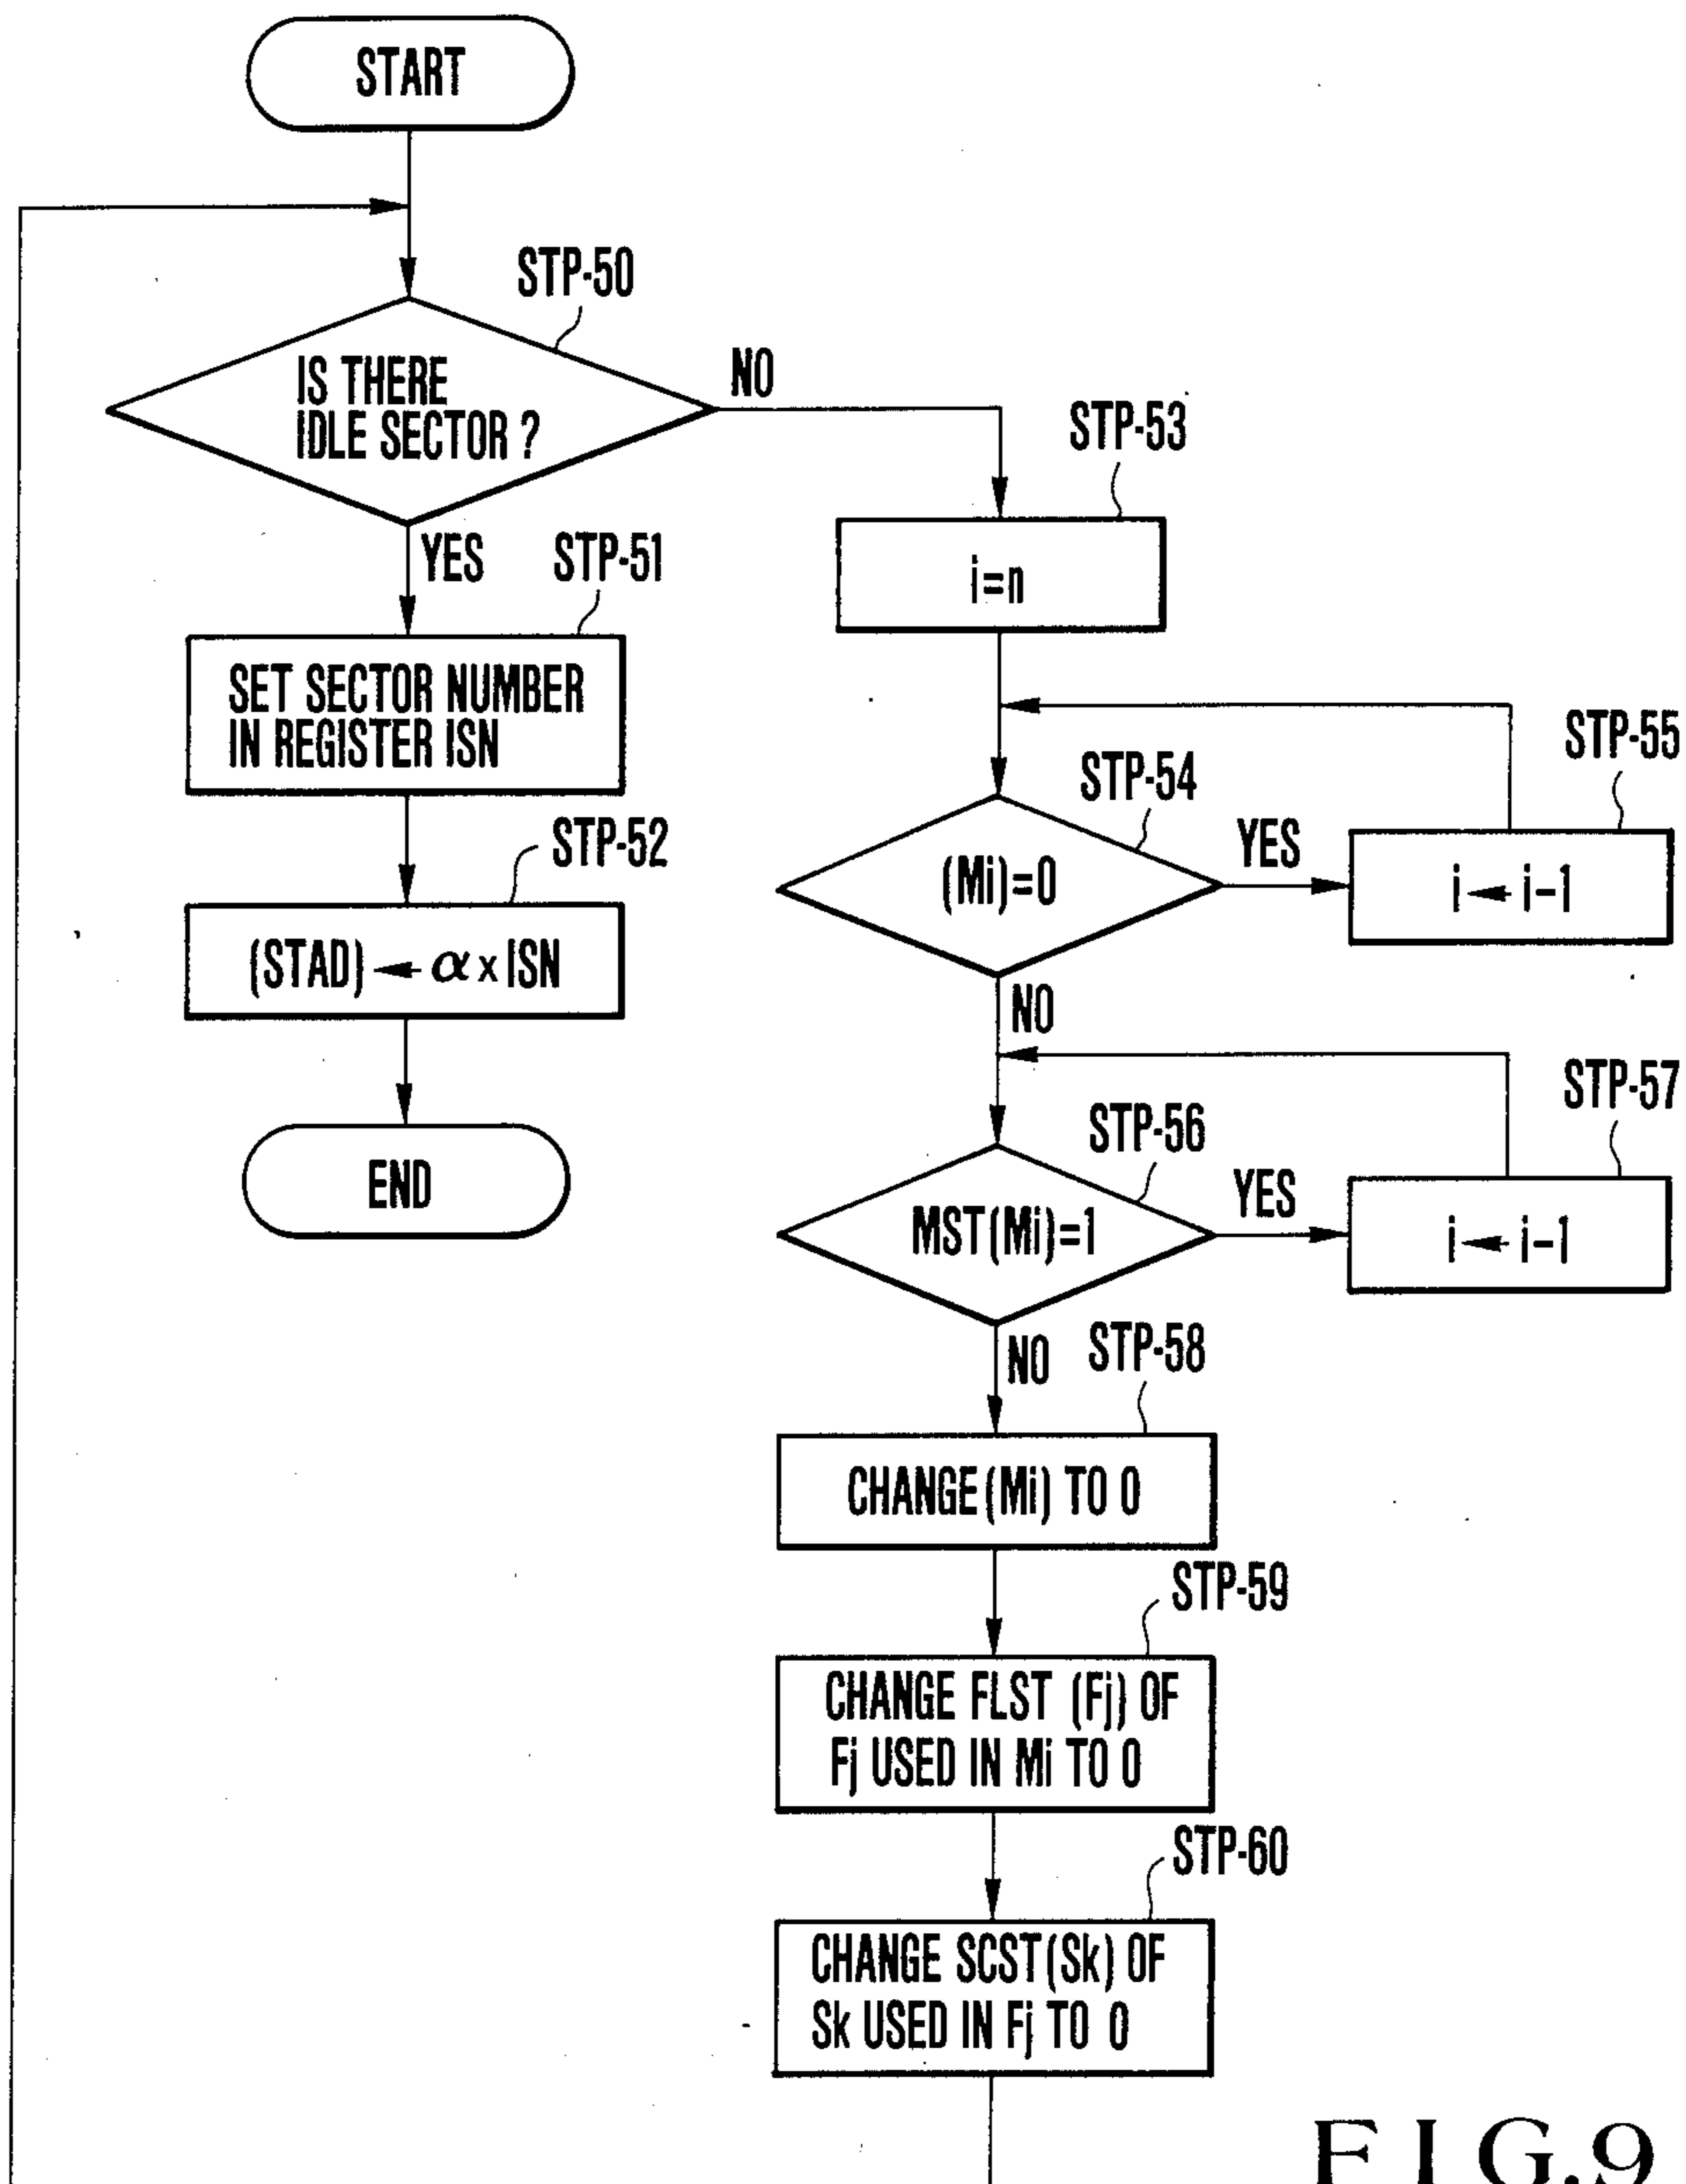 START
STP-50
IS THERE
IDLE SECTOR ?
NO
YES
STP-51
SET SECTOR NUMBER
IN REGISTER ISN
STP-52
(STAD) ← α x ISN
END
STP-53
i=n
STP-54
(Mi)=0
YES
STP-55
i ← i-1
NO
STP-56
MST(Mi)=1
YES
STP-57
i ← i-1
NO
STP-58
CHANGE (Mi) TO 0
STP-59
CHANGE FLST (Fj) OF
Fj USED IN Mi TO 0
STP-60
CHANGE SCST(Sk) OF
Sk USED IN Fj TO 0
FIG.9